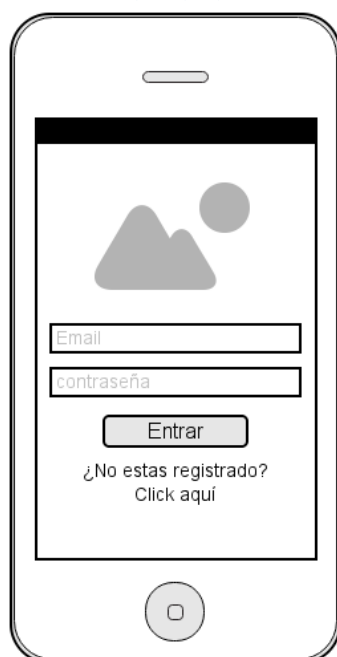 Email
contraseña
Entrar
¿No estas registrado?
Click aquí